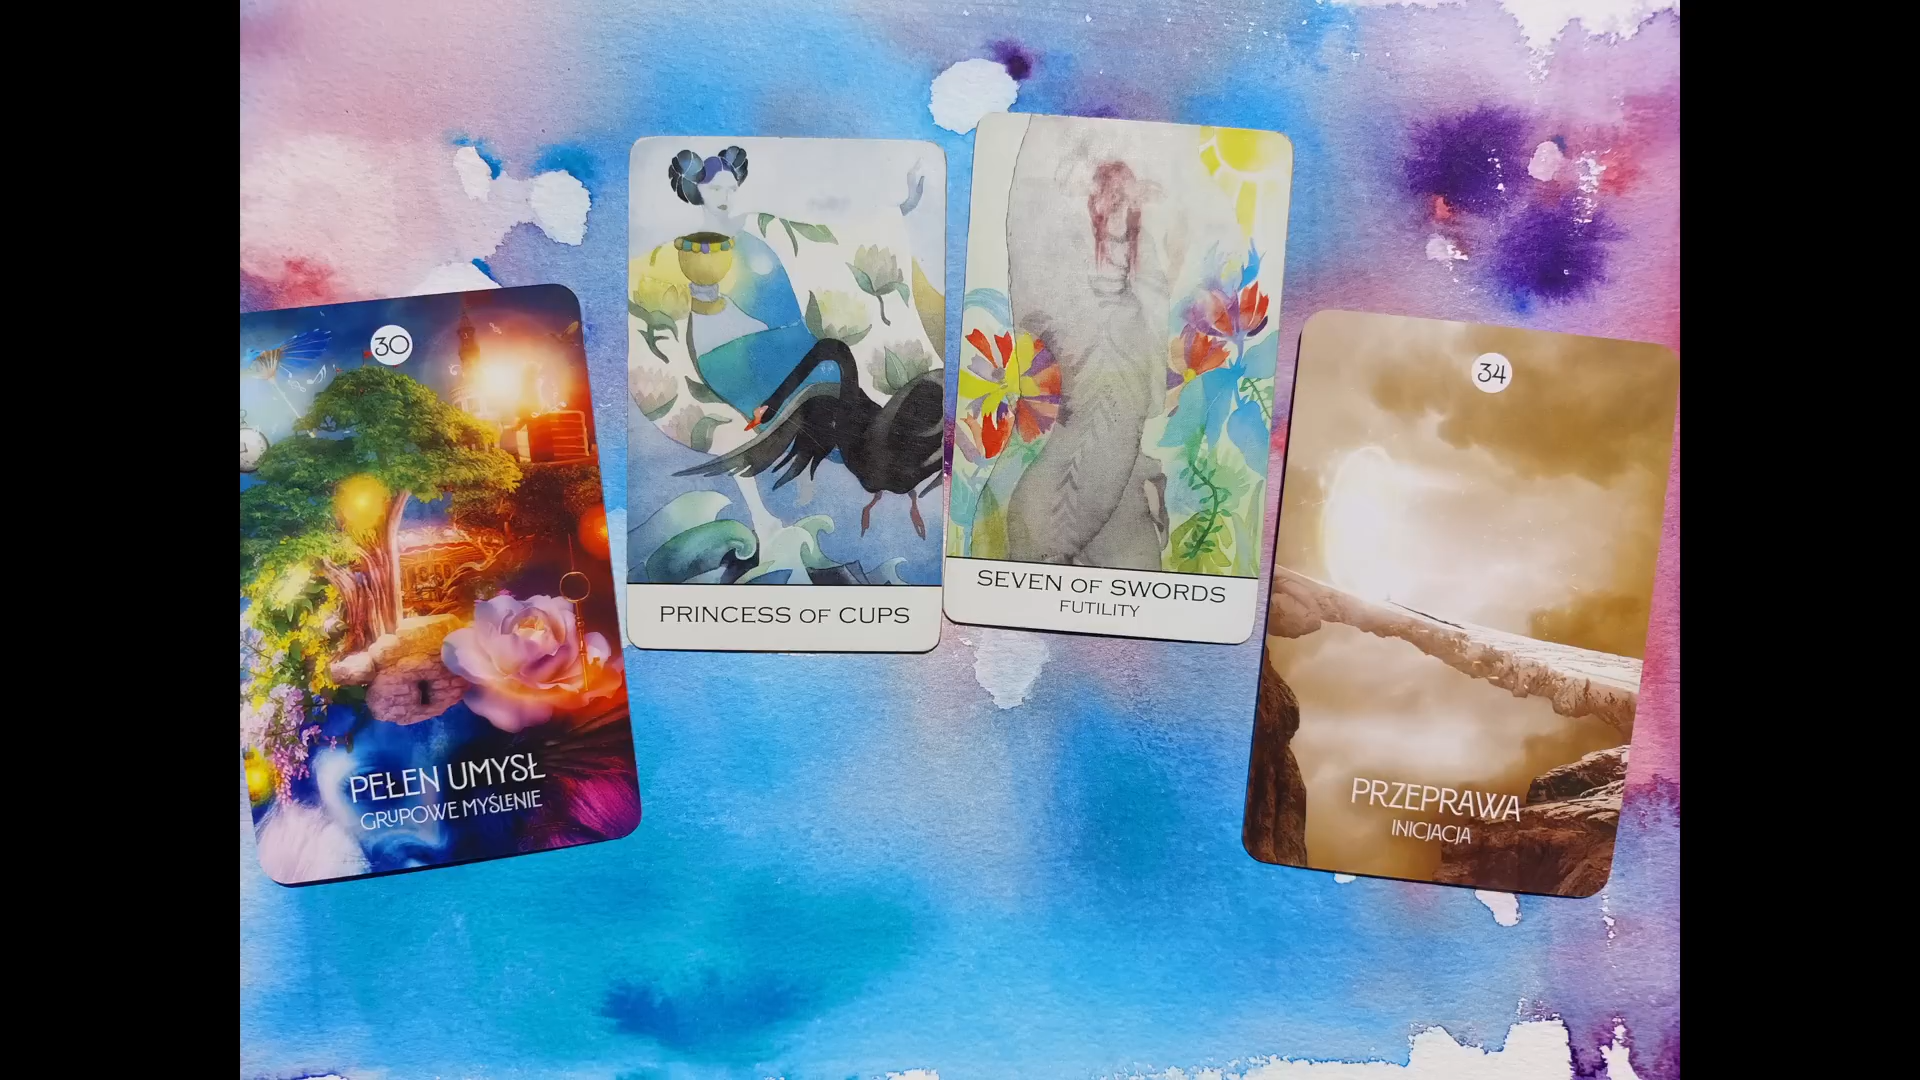 30
PEŁEN UMYSŁ
GRUPOWE MYŚLENIE
PRINCESS OF CUPS
SEVEN OF SWORDS
FUTILITY
34
PRZEPRAWA
INICJACJA